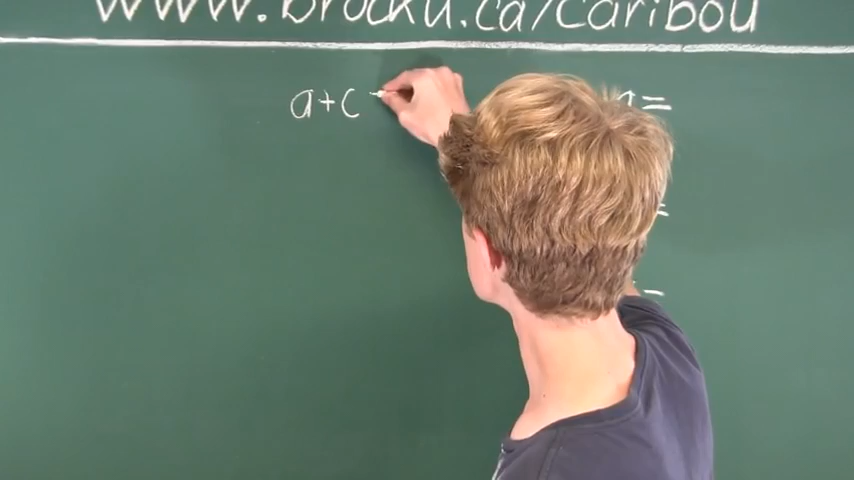 www.brocku.ca/caribou
a+c =
=
=